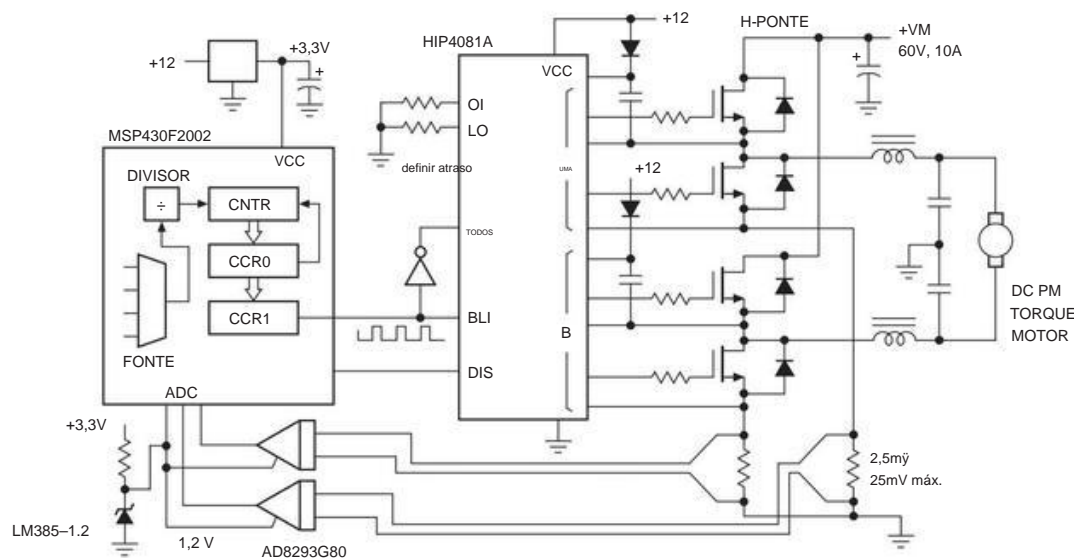 +12
H-PONTE
+VM
60V, 10A
HIP4081A
+3,3V
+12
+
+
VCC
OI
LO
definir atraso
MSP430F2002
VCC
UMA
+12
DIVISOR
÷
CNTR
TODOS
CCR0
CCR1
BLI
B
DC PM
TORQUE
MOTOR
FONTE
DIS
ADC
+3,3V
2,5mÿ
25mV máx.
LM385–1.2
1,2 V
AD8293G80